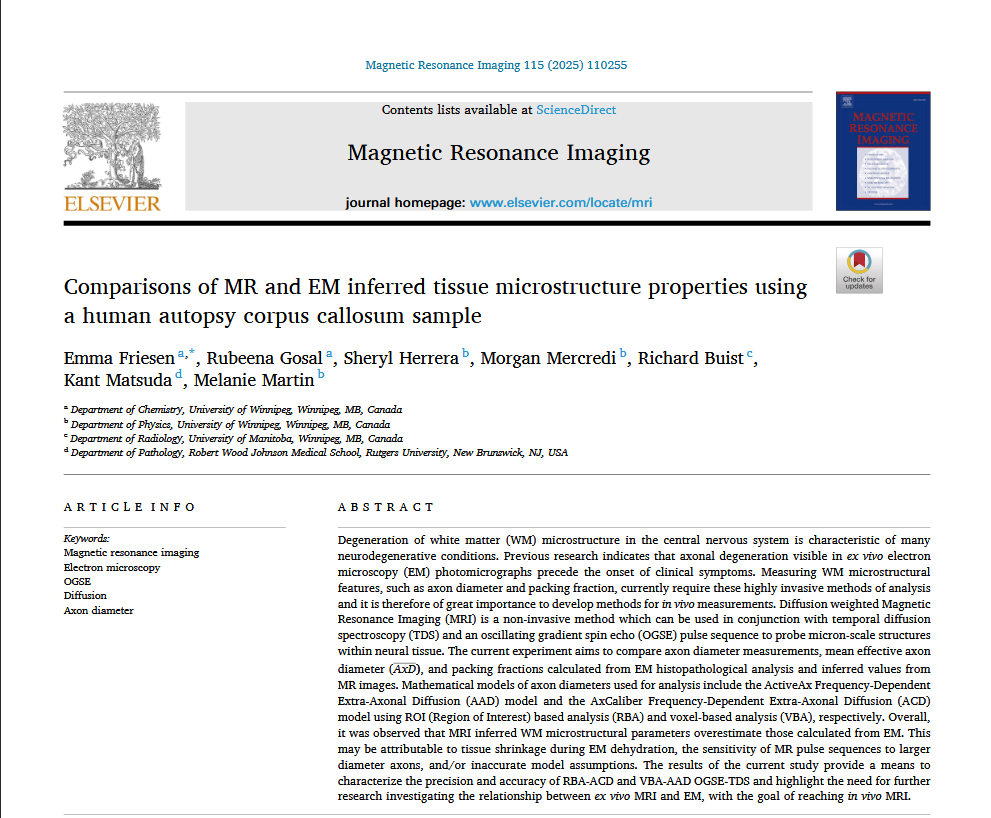 Magnetic Resonance Imaging 115 (2025) 110255
Contents lists available at ScienceDirect
Magnetic Resonance Imaging
journal homepage: www.elsevier.com/locate/mri
ELSEVIER
MAGNETIC
RESONANCE
IMAGING
Check for
updates
Comparisons of MR and EM inferred tissue microstructure properties using
a human autopsy corpus callosum sample
Emma Friesen a,*, Rubeena Gosal a, Sheryl Herrera b, Morgan Mercredi b, Richard Buist c,
Kant Matsuda d, Melanie Martin b
a Department of Chemistry, University of Winnipeg, Winnipeg, MB, Canada
b Department of Physics, University of Winnipeg, Winnipeg, MB, Canada
c Department of Radiology, University of Manitoba, Winnipeg, MB, Canada
d Department of Pathology, Robert Wood Johnson Medical School, Rutgers University, New Brunswick, NJ, USA
ARTICLE INFO
Keywords:
Magnetic resonance imaging
Electron microscopy
OGSE
Diffusion
Axon diameter
ABSTRACT
Degeneration of white matter (WM) microstructure in the central nervous system is characteristic of many
neurodegenerative conditions. Previous research indicates that axonal degeneration visible in ex vivo electron
microscopy (EM) photomicrographs precede the onset of clinical symptoms. Measuring WM microstructural
features, such as axon diameter and packing fraction, currently require these highly invasive methods of analysis
and it is therefore of great importance to develop methods for in vivo measurements. Diffusion weighted Magnetic
Resonance Imaging (MRI) is a non-invasive method which can be used in conjunction with temporal diffusion
spectroscopy (TDS) and an oscillating gradient spin echo (OGSE) pulse sequence to probe micron-scale structures
within neural tissue. The current experiment aims to compare axon diameter measurements, mean effective axon
diameter (AxD), and packing fractions calculated from EM histopathological analysis and inferred values from
MR images. Mathematical models of axon diameters used for analysis include the ActiveAx Frequency-Dependent
Extra-Axonal Diffusion (AAD) model and the AxCaliber Frequency-Dependent Extra-Axonal Diffusion (ACD)
model using ROI (Region of Interest) based analysis (RBA) and voxel-based analysis (VBA), respectively. Overall,
it was observed that MRI inferred WM microstructural parameters overestimate those calculated from EM. This
may be attributable to tissue shrinkage during EM dehydration, the sensitivity of MR pulse sequences to larger
diameter axons, and/or inaccurate model assumptions. The results of the current study provide a means to
characterize the precision and accuracy of RBA-ACD and VBA-AAD OGSE-TDS and highlight the need for further
research investigating the relationship between ex vivo MRI and EM, with the goal of reaching in vivo MRI.